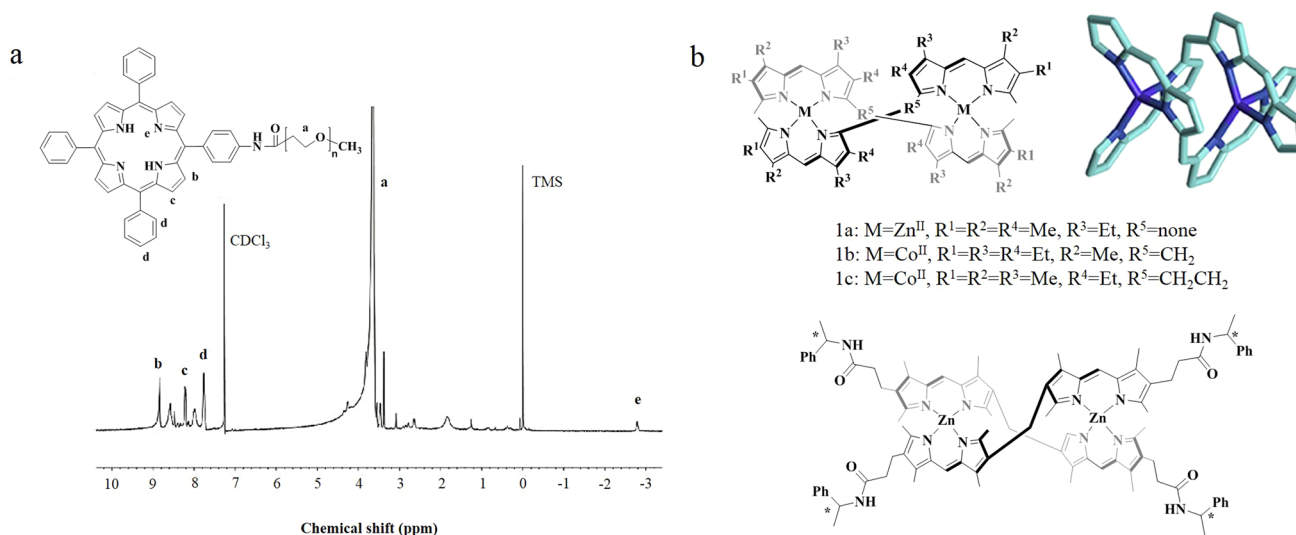 a
NH
N
e
N
HN
b
c
d
d
NH
O
a
O
n
CH₃
a
TMS
CDCl₃
b
c
d
e
10 9 8 7 6 5 4 3 2 1 0 -1 -2 -3
Chemical shift (ppm)
b
R² R³ R³ R²
R¹ R⁴ R⁴ R¹
N N R⁵ N N
M R⁵ M
N N N N
R¹ R⁴ R⁴ R1
R² R³ R³ R²
1a: M=Znᴵᴵ, R¹=R²=R⁴=Me, R³=Et, R⁵=none
1b: M=Coᴵᴵ, R¹=R³=R⁴=Et, R²=Me, R⁵=CH₂
1c: M=Coᴵᴵ, R¹=R²=R³=Me, R⁴=Et, R⁵=CH₂CH₂
* NH NH *
Ph O O Ph
N N N N
Zn Zn
N N N N
O O
Ph NH HN Ph
* *